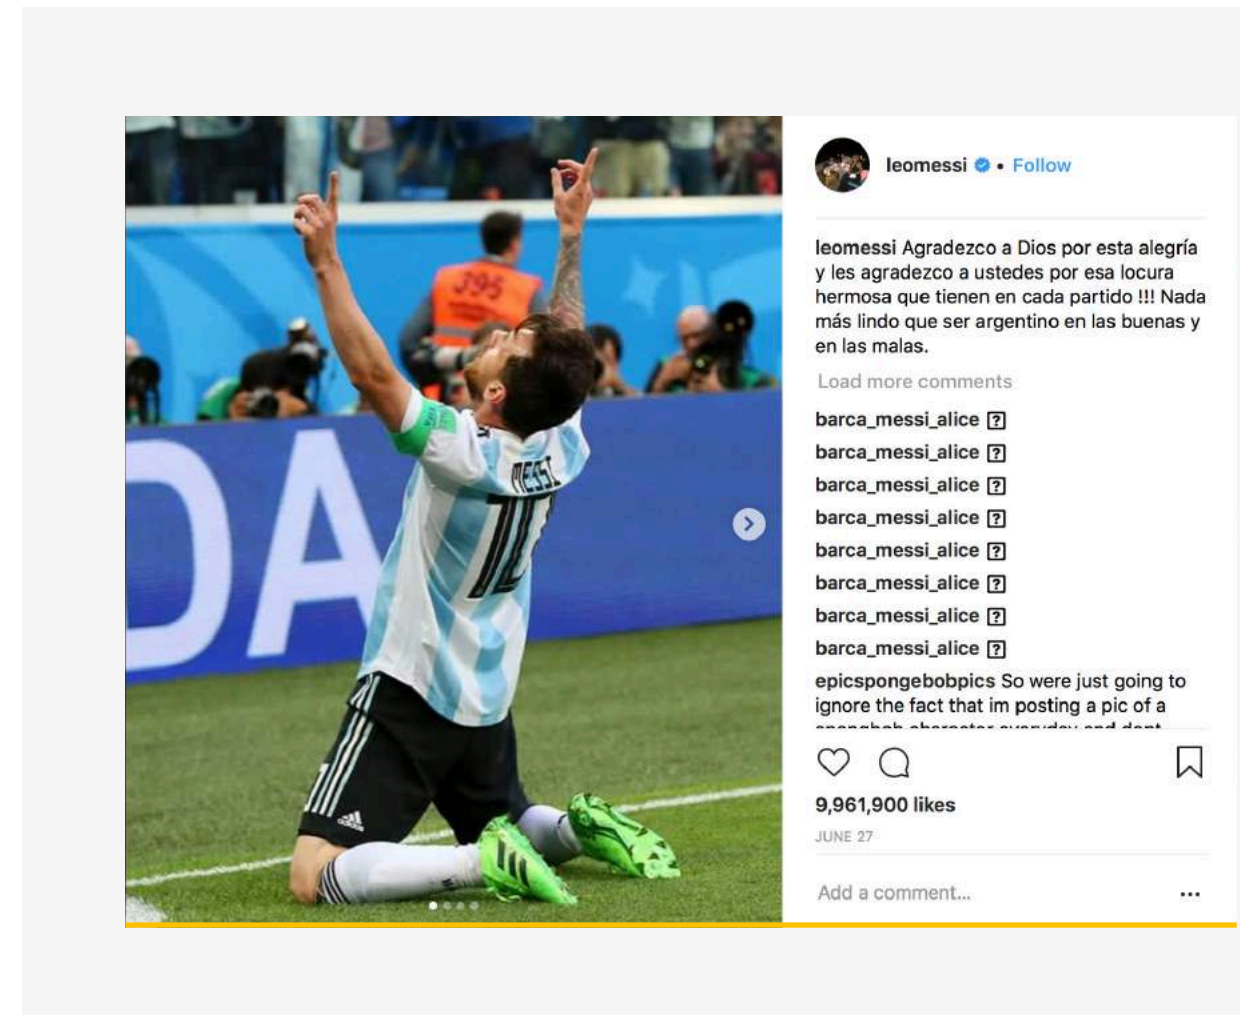 leomessi • Follow
leomessi Agradezco a Dios por esta alegría
y les agradezco a ustedes por esa locura
hermosa que tienen en cada partido !!! Nada
más lindo que ser argentino en las buenas y
en las malas.
Load more comments
barca_messi_alice
barca_messi_alice
barca_messi_alice
barca_messi_alice
barca_messi_alice
barca_messi_alice
barca_messi_alice
barca_messi_alice
epicspongebobpics So were just going to
ignore the fact that im posting a pic of a
9,961,900 likes
JUNE 27
Add a comment...
395
DA
MESSI
10
adidas